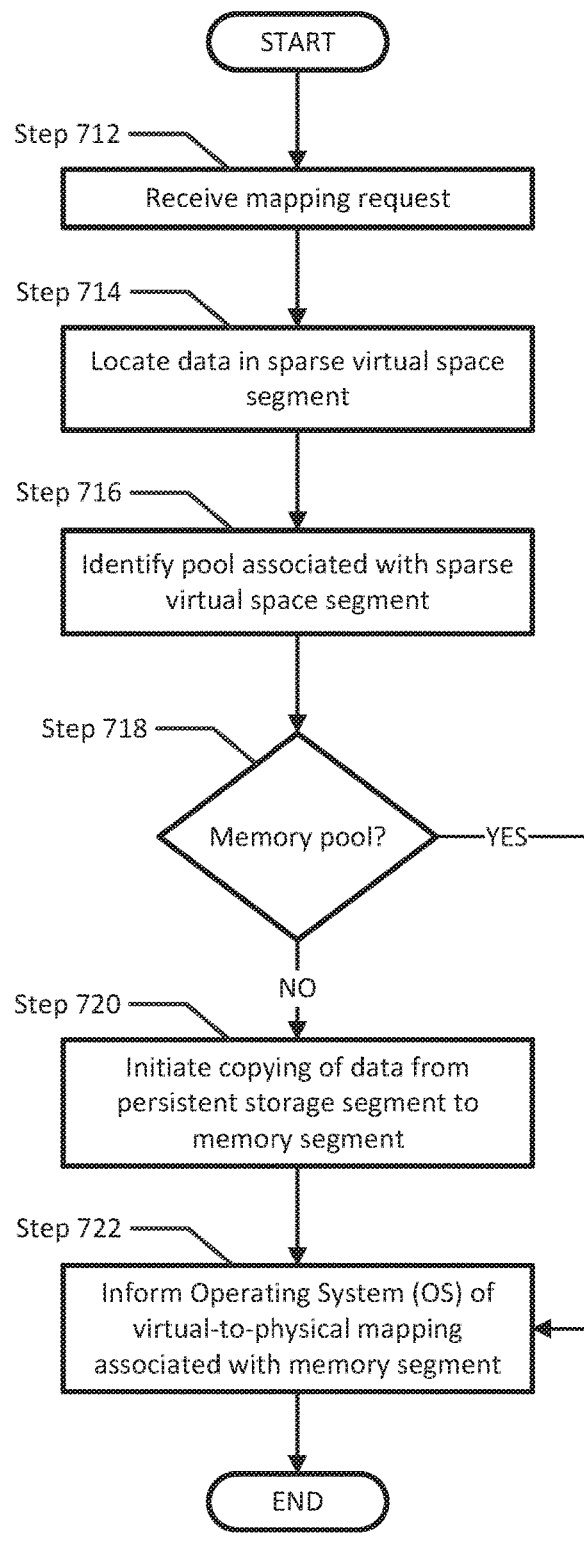 START
Step 712
Receive mapping request
Step 714
Locate data in sparse virtual space
segment
Step 716
Identify pool associated with sparse
virtual space segment
Step 718
Memory pool?
YES
NO
Step 720
Initiate copying of data from
persistent storage segment to
memory segment
Step 722
Inform Operating System (OS) of
virtual-to-physical mapping
associated with memory segment
END